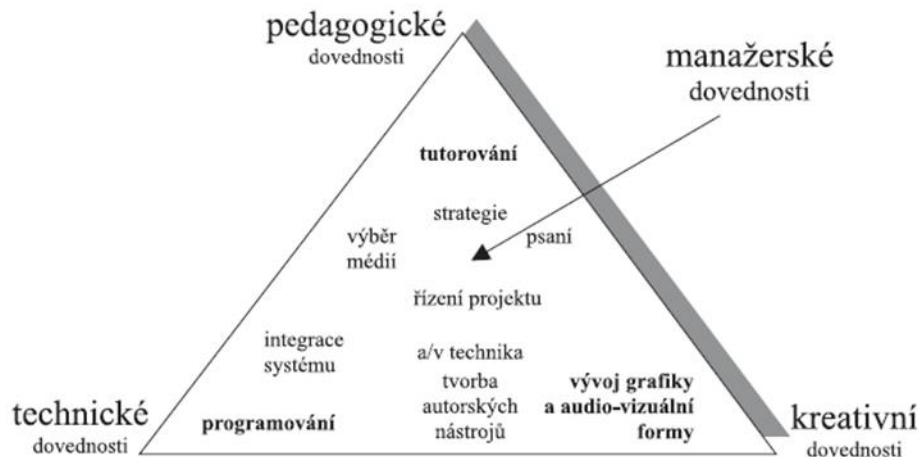 pedagogické
dovednosti
manažerské
dovednosti
tutorování
strategie
psaní
výběr
médií
řízení projektu
integrace
systému
a/v technika
tvorba
autorských
nástrojů
vývoj grafiky
a audio-vizuální
formy
programování
technické
dovednosti
kreativní
dovednosti